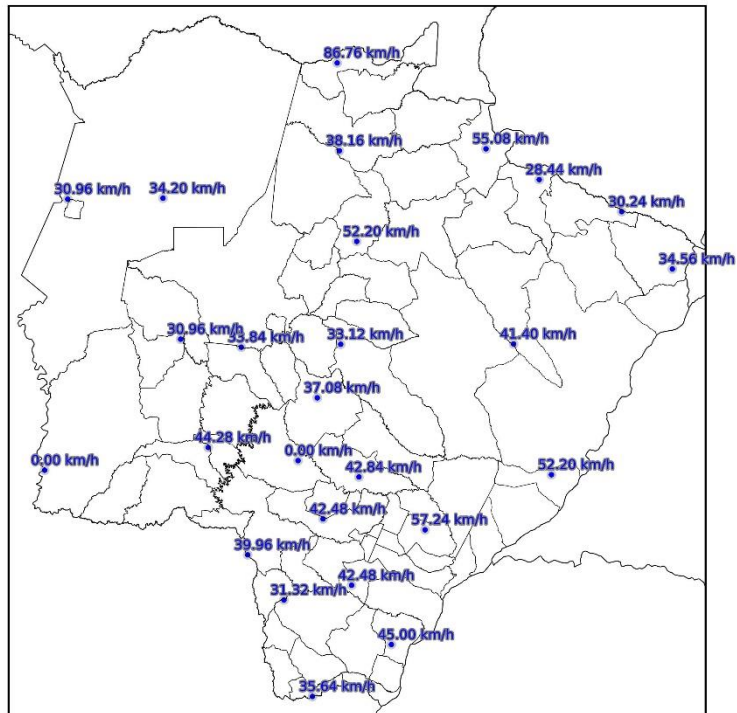 86.76 km/h
38.16 km/h
55.08 km/h
28.44 km/h
30.96 km/h
34.20 km/h
30.24 km/h
52.20 km/h
34.56 km/h
30.96 km/h
33.84 km/h
33.12 km/h
41.40 km/h
37.08 km/h
44.28 km/h
0.00 km/h
0.00 km/h
42.84 km/h
52.20 km/h
42.48 km/h
57.24 km/h
39.96 km/h
42.48 km/h
31.32 km/h
45.00 km/h
35.64 km/h